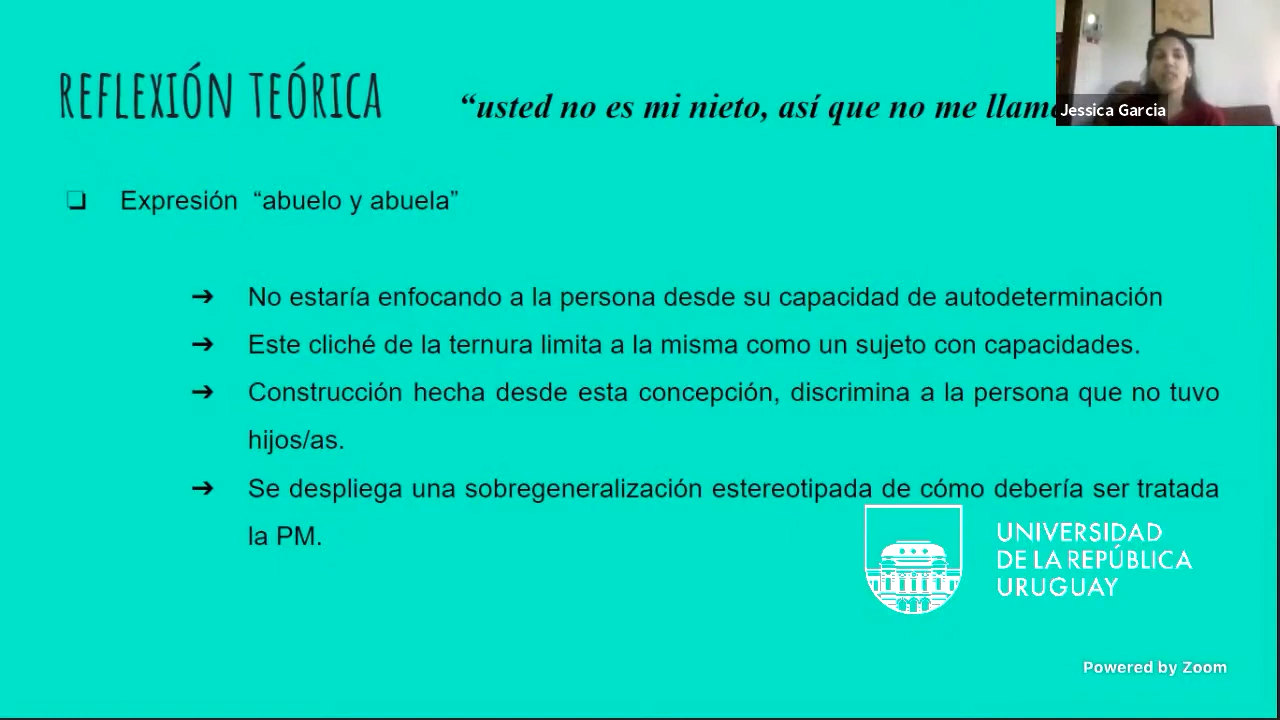 REFLEXIÓN TEÓRICA
“usted no es mi nieto, así que no me
Jessica Garcia
❏ Expresión “abuelo y abuela”
➔ No estaría enfocando a la persona desde su capacidad de autodeterminación
➔ Este cliché de la ternura limita a la misma como un sujeto con capacidades.
➔ Construcción hecha desde esta concepción, discrimina a la persona que no tuvo
hijos/as.
➔ Se despliega una sobregeneralización estereotipada de cómo debería ser tratada
la PM.
UNIVERSIDAD
DE LA REPÚBLICA
URUGUAY
Powered by Zoom